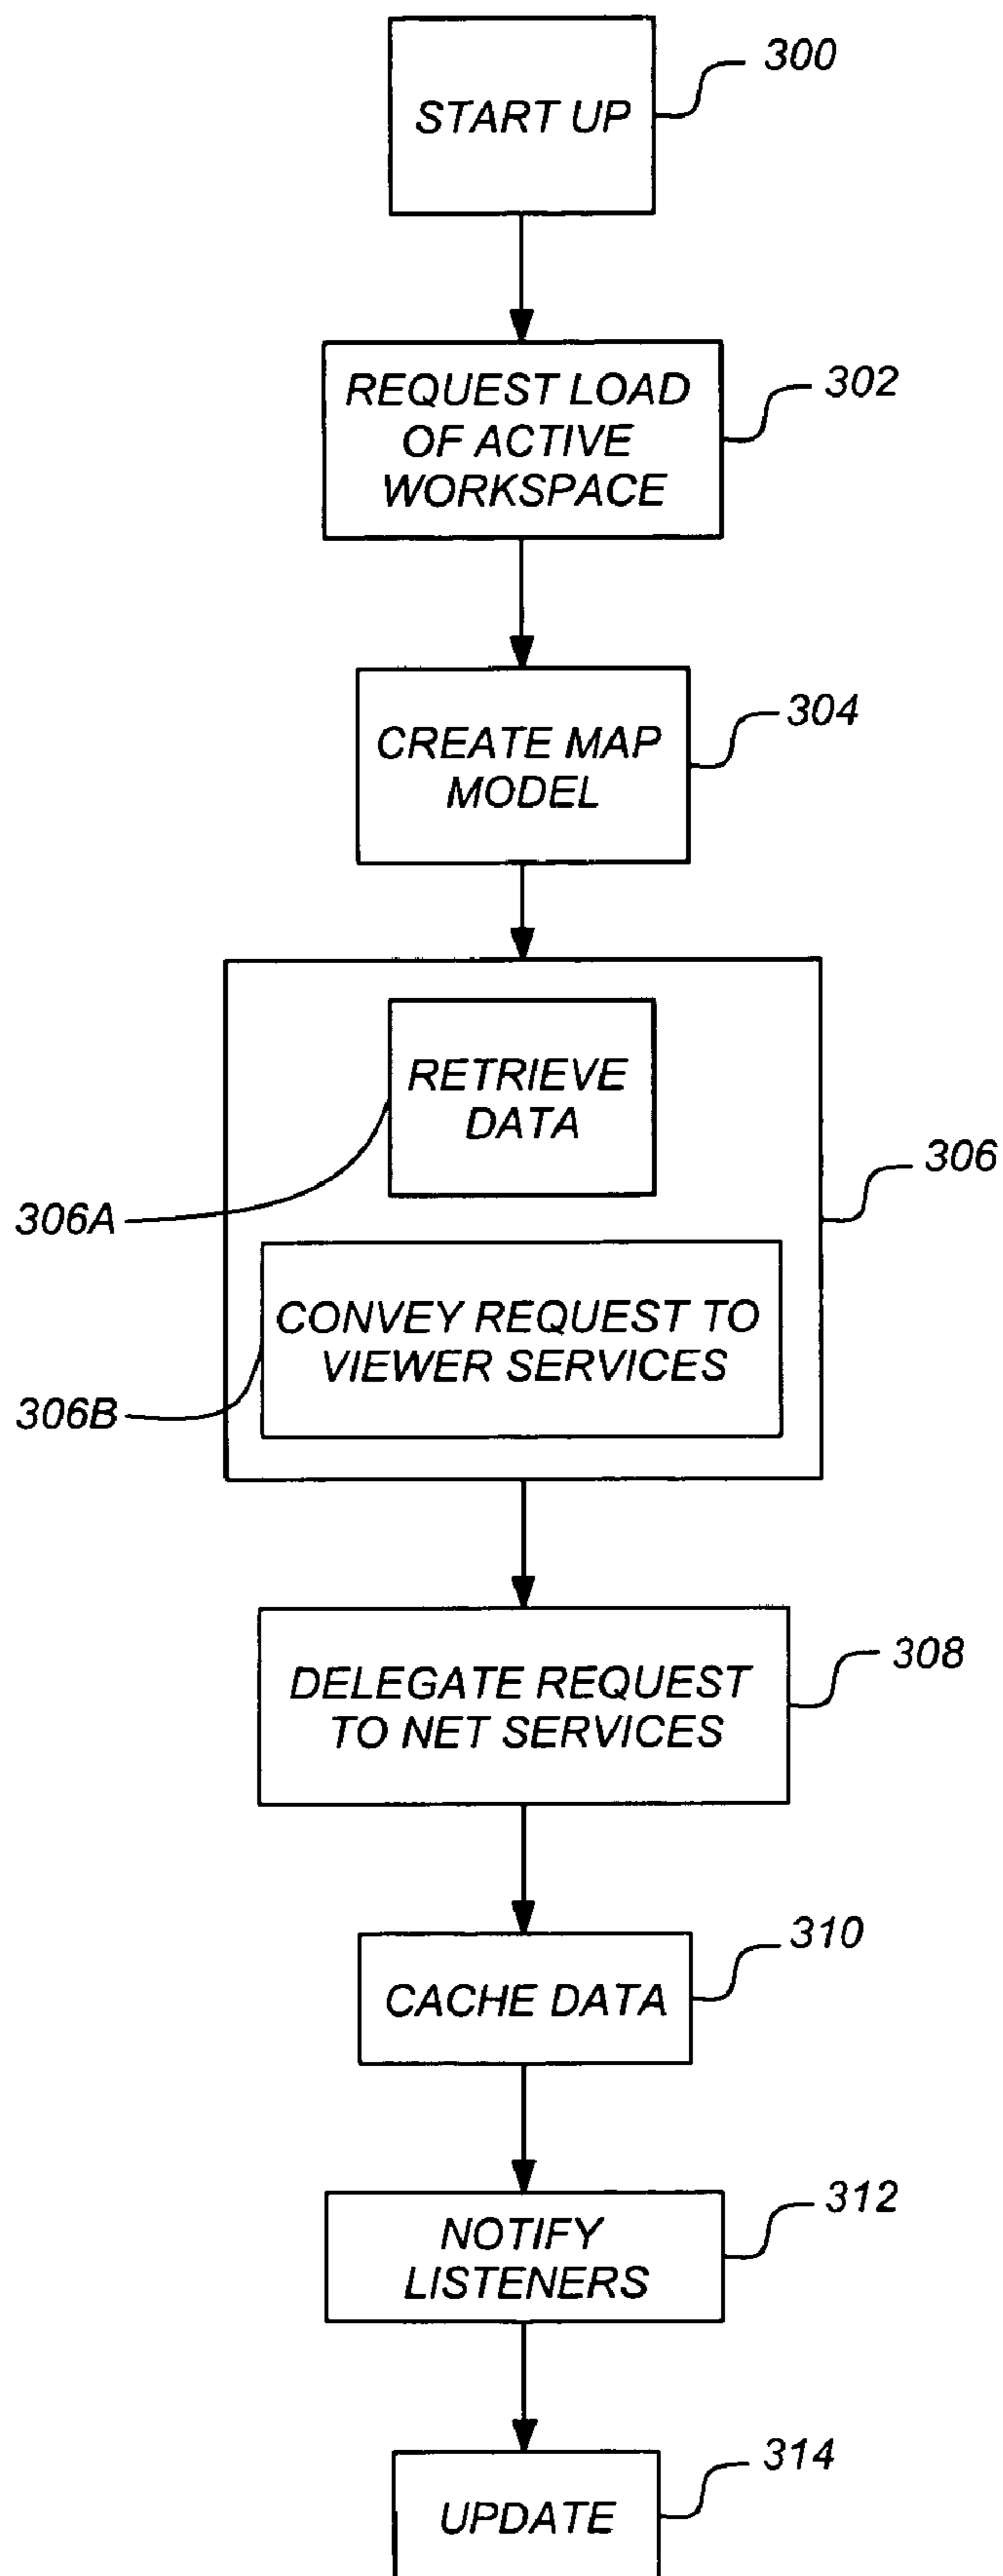 300
START UP
302
REQUEST LOAD
OF ACTIVE
WORKSPACE
304
CREATE MAP
MODEL
306
RETRIEVE
DATA
306A
CONVEY REQUEST TO
VIEWER SERVICES
306B
308
DELEGATE REQUEST
TO NET SERVICES
310
CACHE DATA
312
NOTIFY
LISTENERS
314
UPDATE